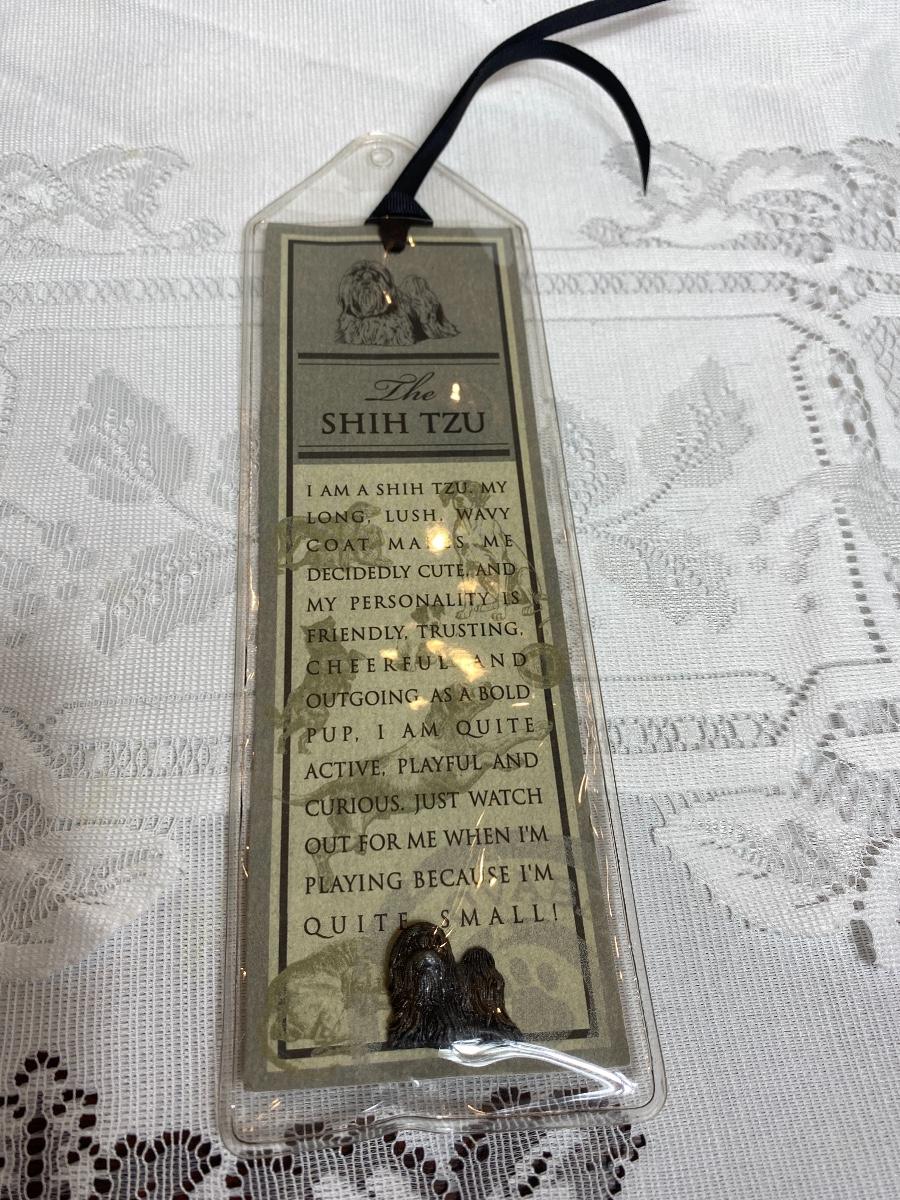 The
SHIH TZU
I AM A SHIH TZU. MY
LONG, LUSH, WAVY
COAT MAKES ME
DECIDEDLY CUTE, AND
MY PERSONALITY IS
FRIENDLY, TRUSTING,
CHEERFUL AND
OUTGOING. AS A BOLD
PUP, I AM QUITE
ACTIVE, PLAYFUL AND
CURIOUS. JUST WATCH
OUT FOR ME WHEN I'M
PLAYING BECAUSE I'M
QUITE SMALL!